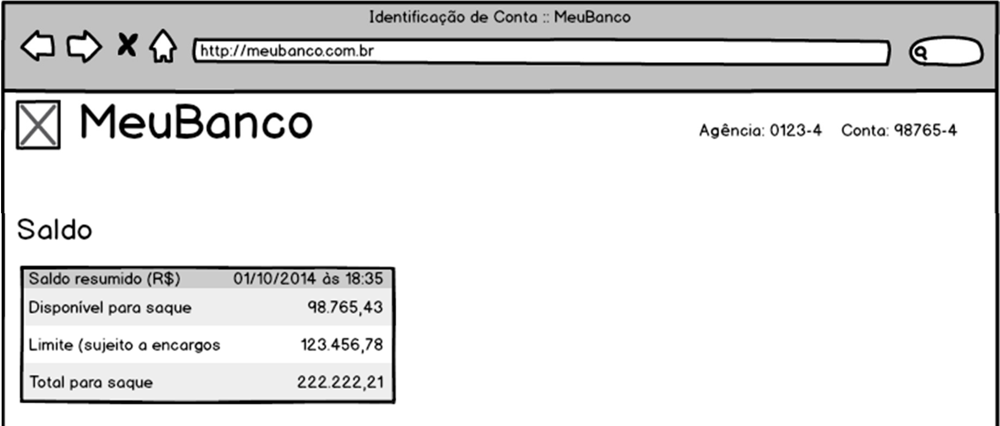 Identificação de Conta :: MeuBanco
http://meubanco.com.br
MeuBanco
Agência: 0123-4 Conta: 98765-4
Saldo
Saldo resumido (R$) 01/10/2014 às 18:35
Disponível para saque 98.765,43
Limite (sujeito a encargos 123.456,78
Total para saque 222.222,21